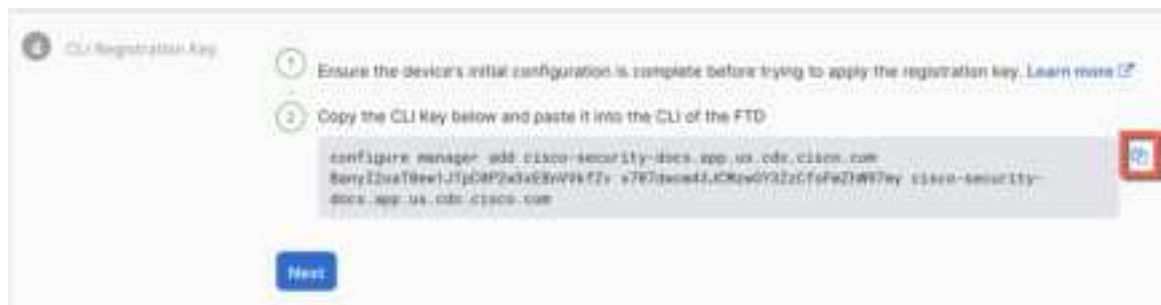 4 CLI Registration Key
1 Ensure the device's initial configuration is complete before trying to apply the registration key. Learn more
2 Copy the CLI Key below and paste it into the CLI of the FTD
configure manager add cisco-security-docs.app.us.cdo.cisco.com
cisco-security-
docs.app.us.cdo.cisco.com
Next